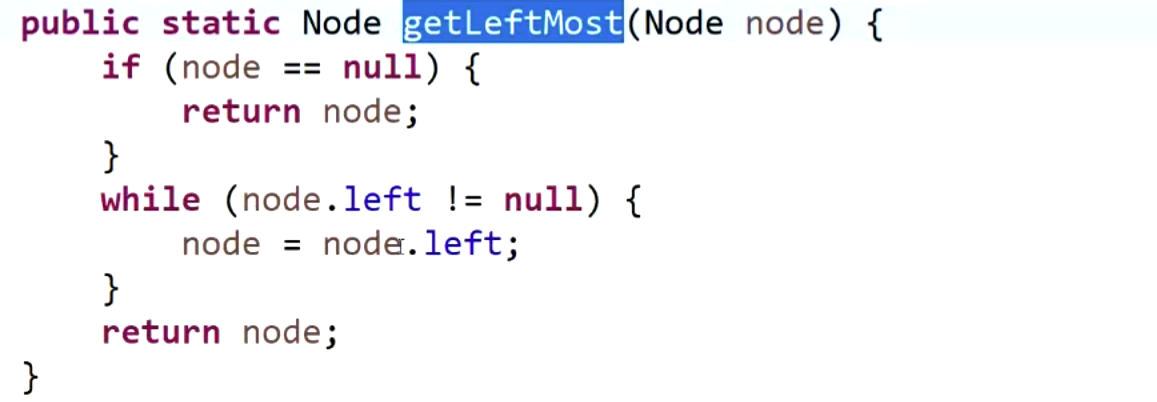 public static Node getLeftMost(Node node) {
    if (node == null) {
        return node;
    }
    while (node.left != null) {
        node = node.left;
    }
    return node;
}